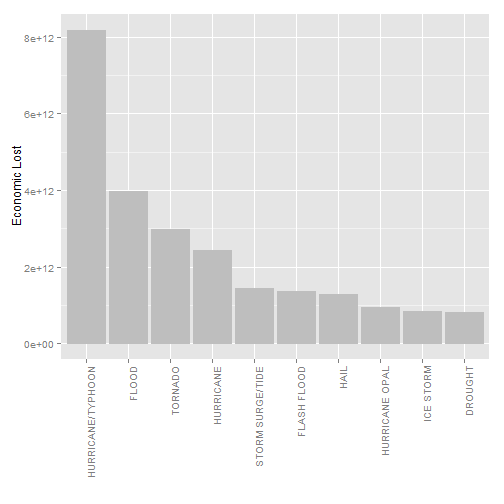 Economic Lost
8e+12
6e+12
4e+12
2e+12
0e+00
HURRICANE/TYPHOON
FLOOD
TORNADO
HURRICANE
STORM SURGE/TIDE
FLASH FLOOD
HAIL
HURRICANE OPAL
ICE STORM
DROUGHT